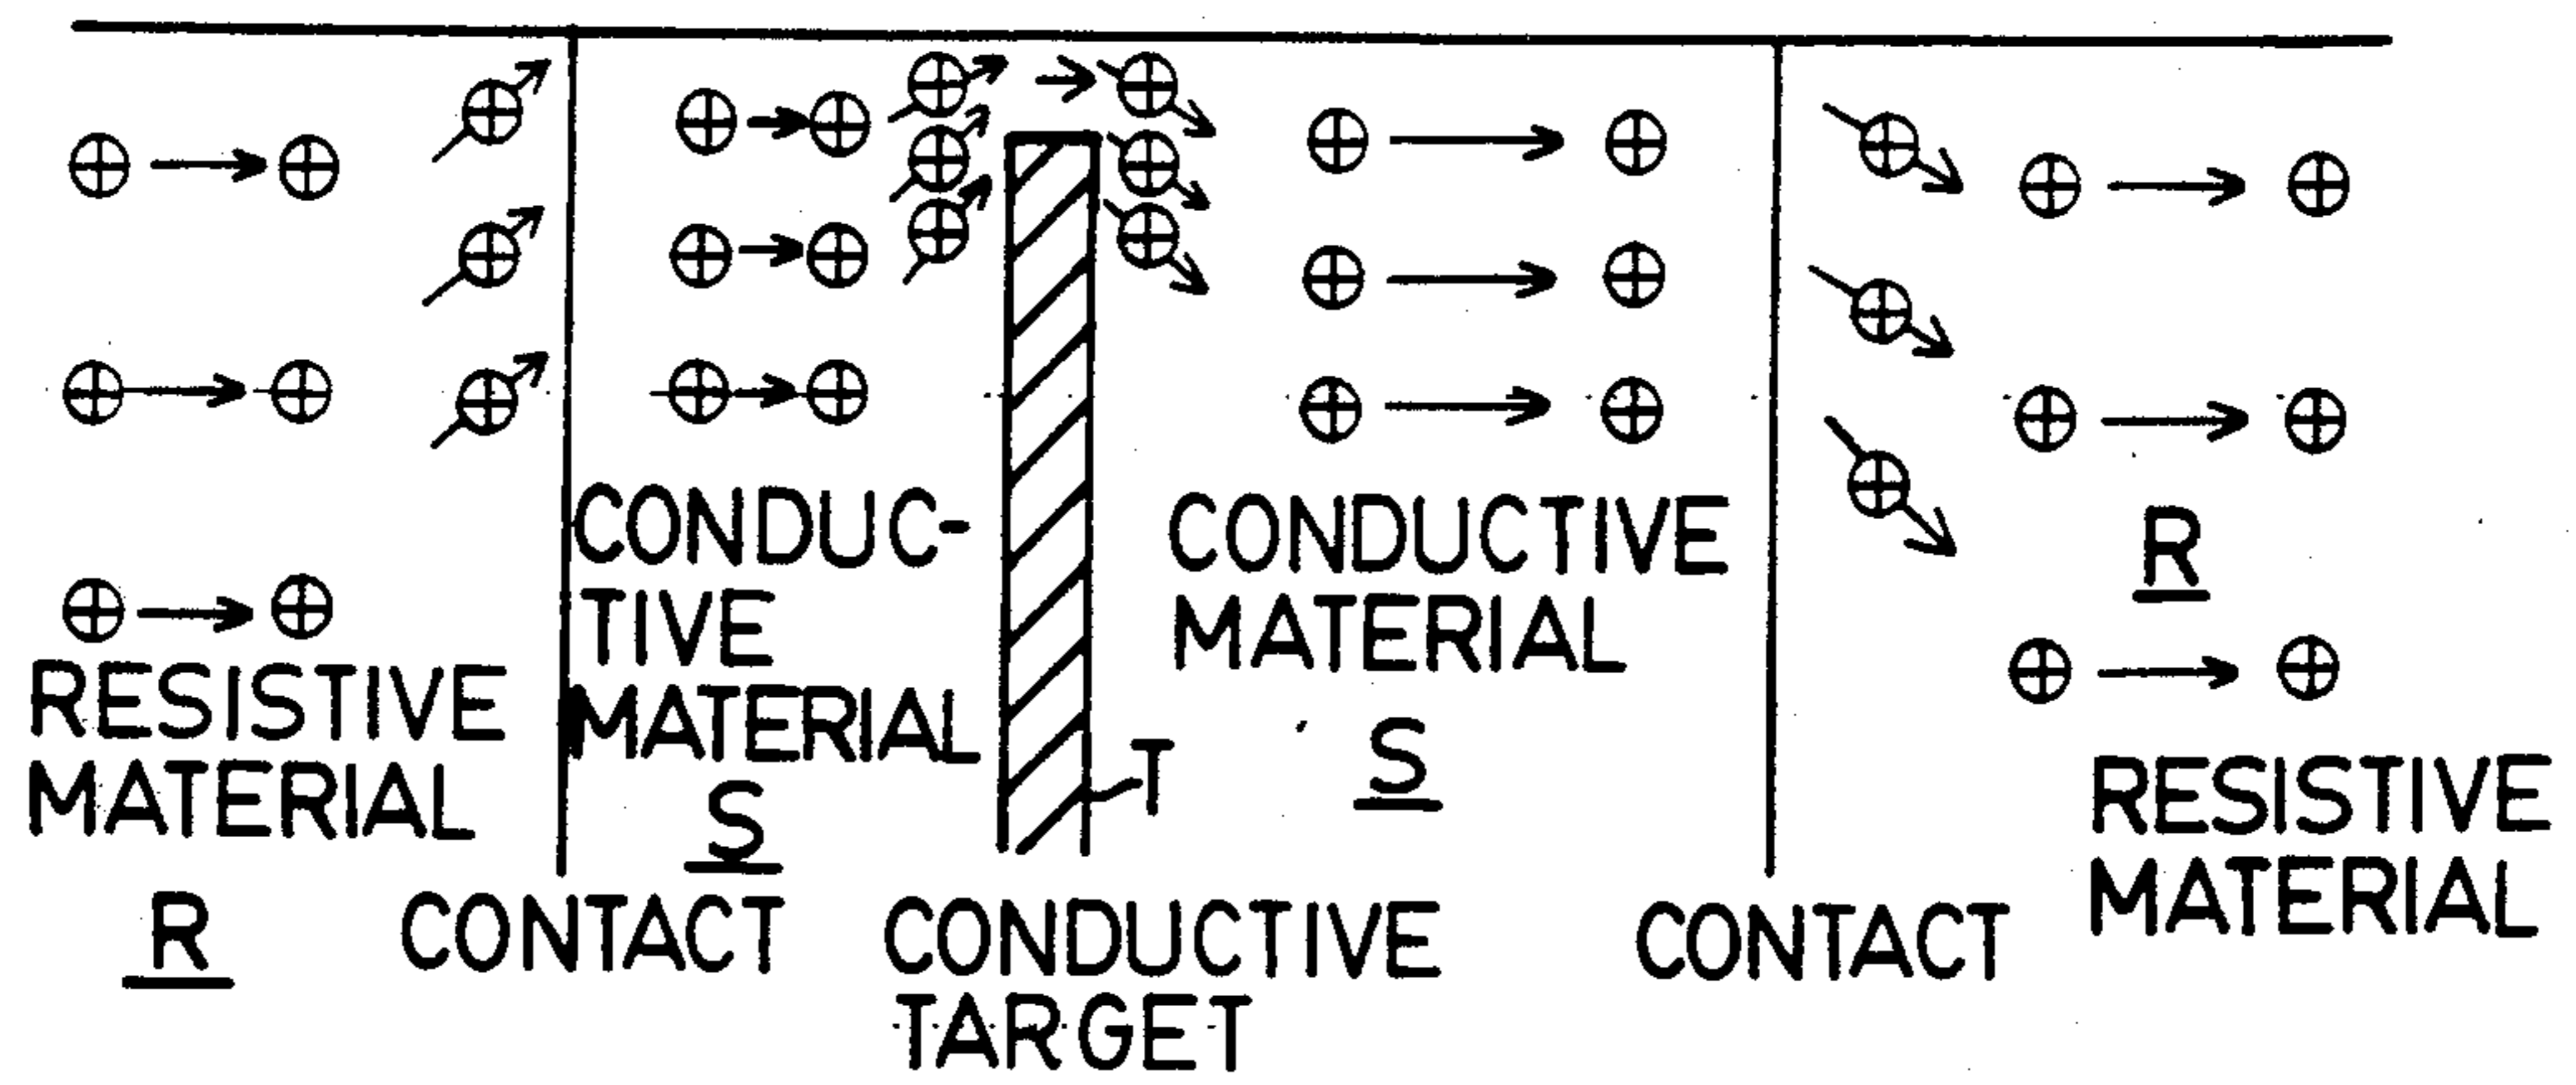 RESISTIVE
MATERIAL
R
CONTACT
CONDUC-
TIVE
MATERIAL
S
CONDUCTIVE
TARGET
T
CONDUCTIVE
MATERIAL
S
CONTACT
R
RESISTIVE
MATERIAL